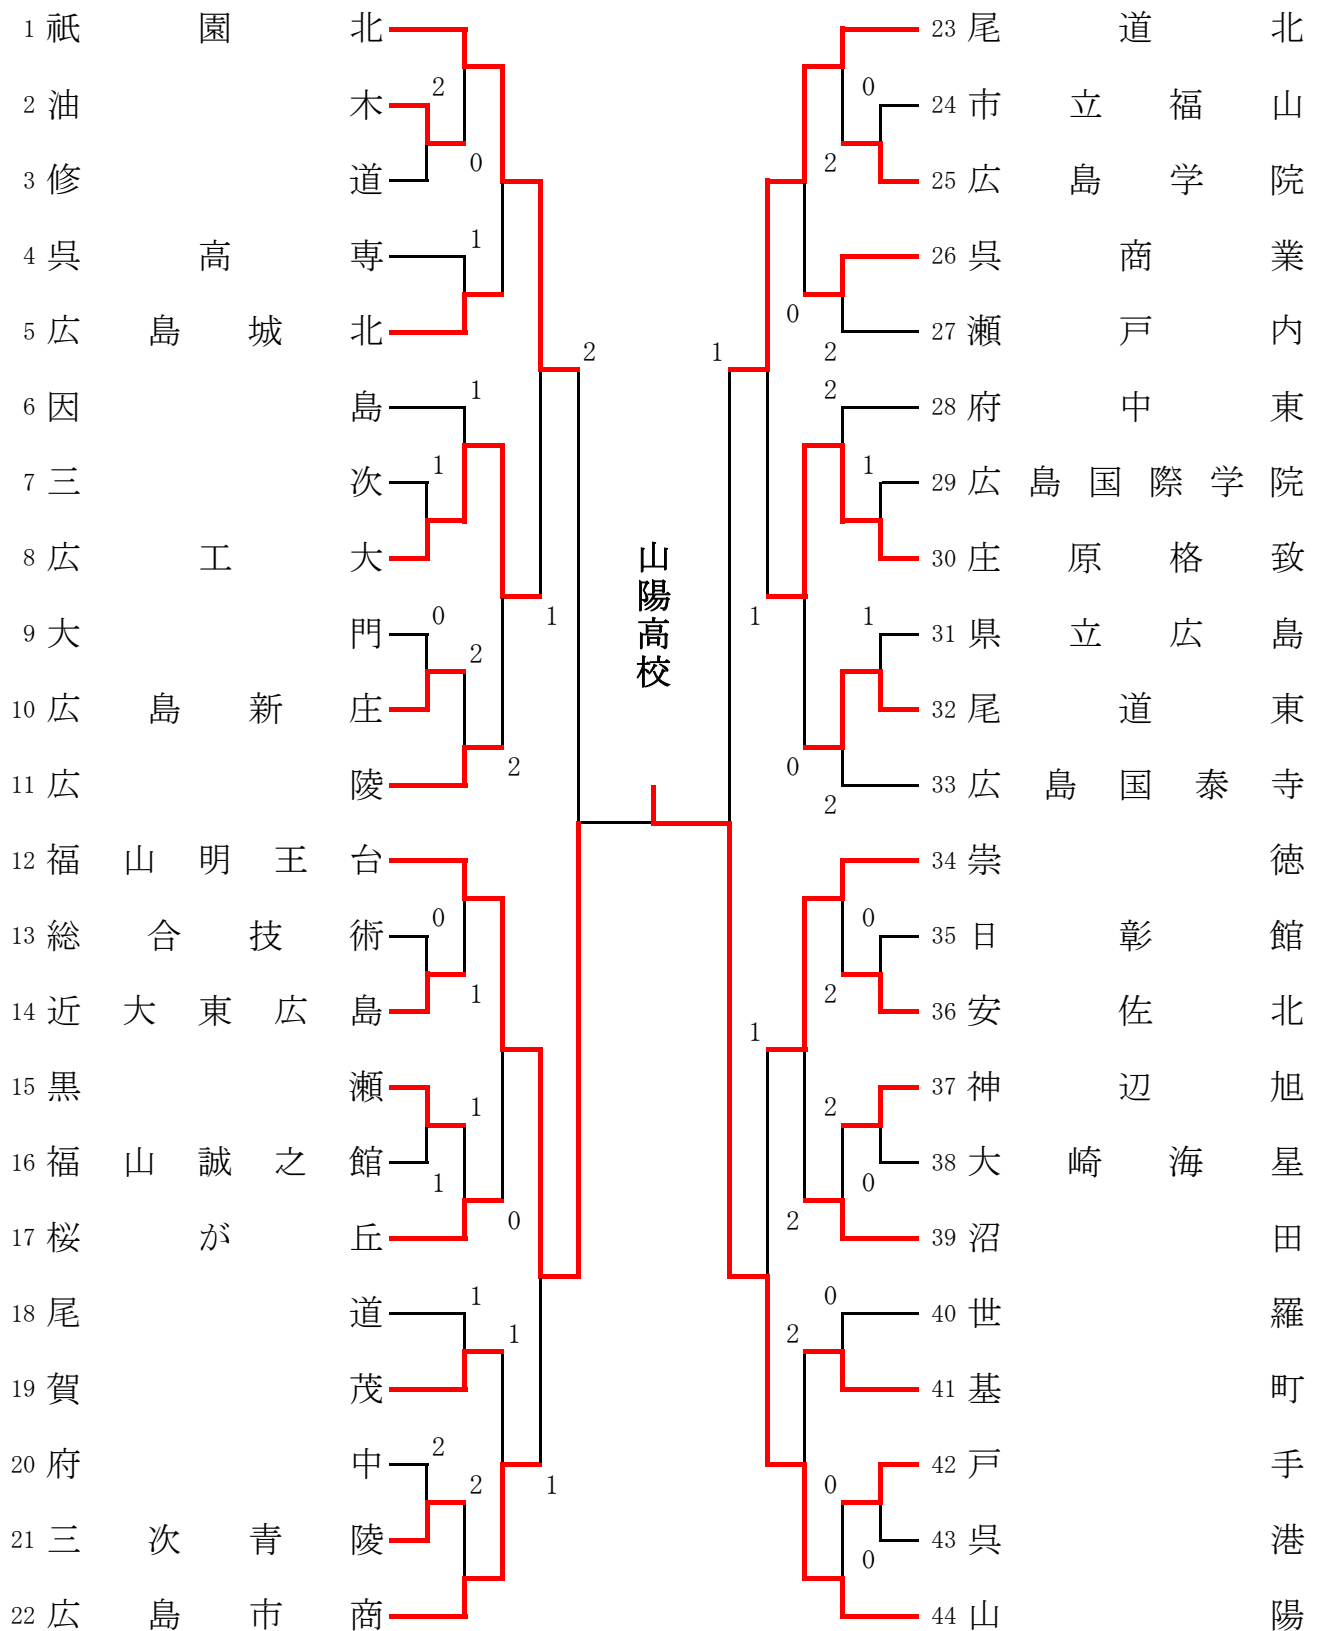 1 祇園北
2 油木
3 修道
4 呉高専
5 広島城北
6 因島
7 三次
8 広工大
9 大門
10 広島新庄
11 広陵
12 福山明王台
13 総合技術
14 近大東広島
15 黒瀬
16 福山誠之館
17 桜が丘
18 尾道
19 賀茂
20 府中
21 三次青陵
22 広島市商
2
0
1
1
1
0
2
2
1
2
0
1
1
1
0
1
1
2
2
1
山陽高校
1
0
2
0
2
2
1
1
1
0
2
0
2
1
2
0
2
0
2
0
0
23 尾道北
24 市立福山
25 広島学院
26 呉商業
27 瀬戸内
28 府中東
29 広島国際学院
30 庄原格致
31 県立広島
32 尾道東
33 広島国泰寺
34 崇徳
35 日彰館
36 安佐北
37 神辺旭
38 大崎海星
39 沼田
40 世羅
41 基町
42 戸手
43 呉港
44 山陽